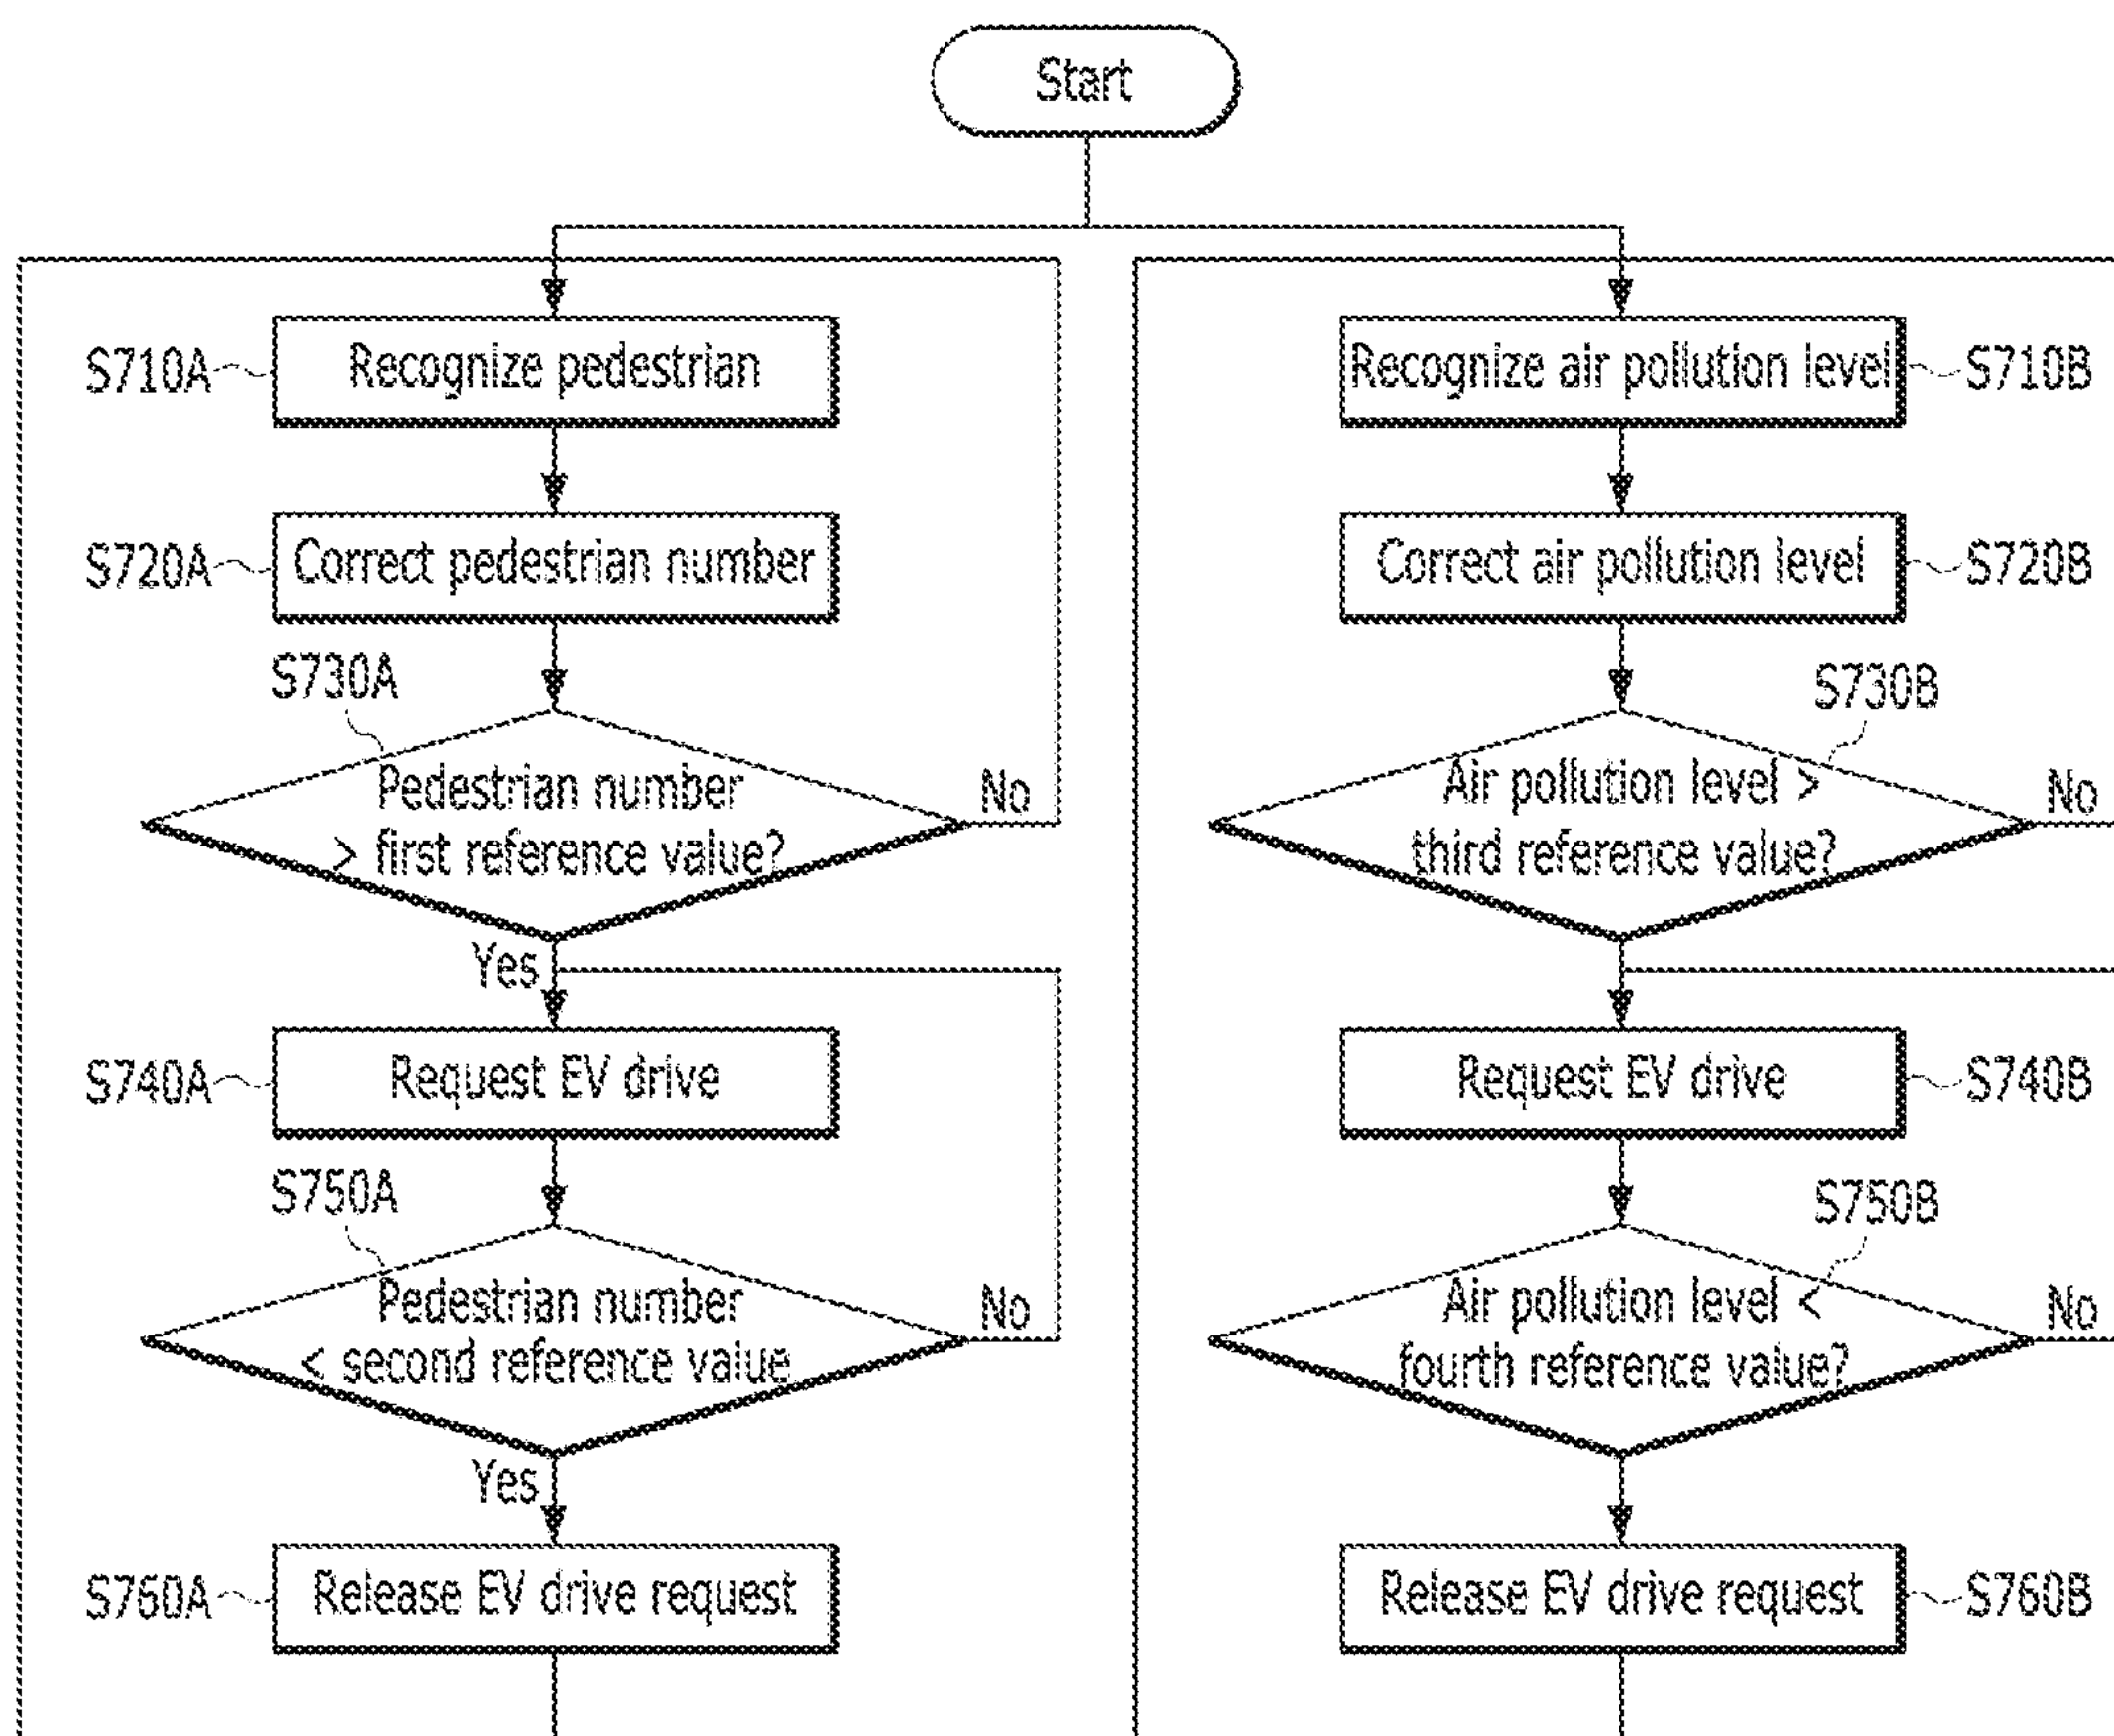 Start
S710A
Recognize pedestrian
S720A
Correct pedestrian number
S730A
Pedestrian number
> first reference value?
No
Yes
S740A
Request EV drive
S750A
Pedestrian number
< second reference value
No
Yes
S760A
Release EV drive request
Recognize air pollution level
S710B
Correct air pollution level
S720B
S730B
Air pollution level >
third reference value?
No
Request EV drive
S740B
S750B
Air pollution level <
fourth reference value?
No
Release EV drive request
S760B